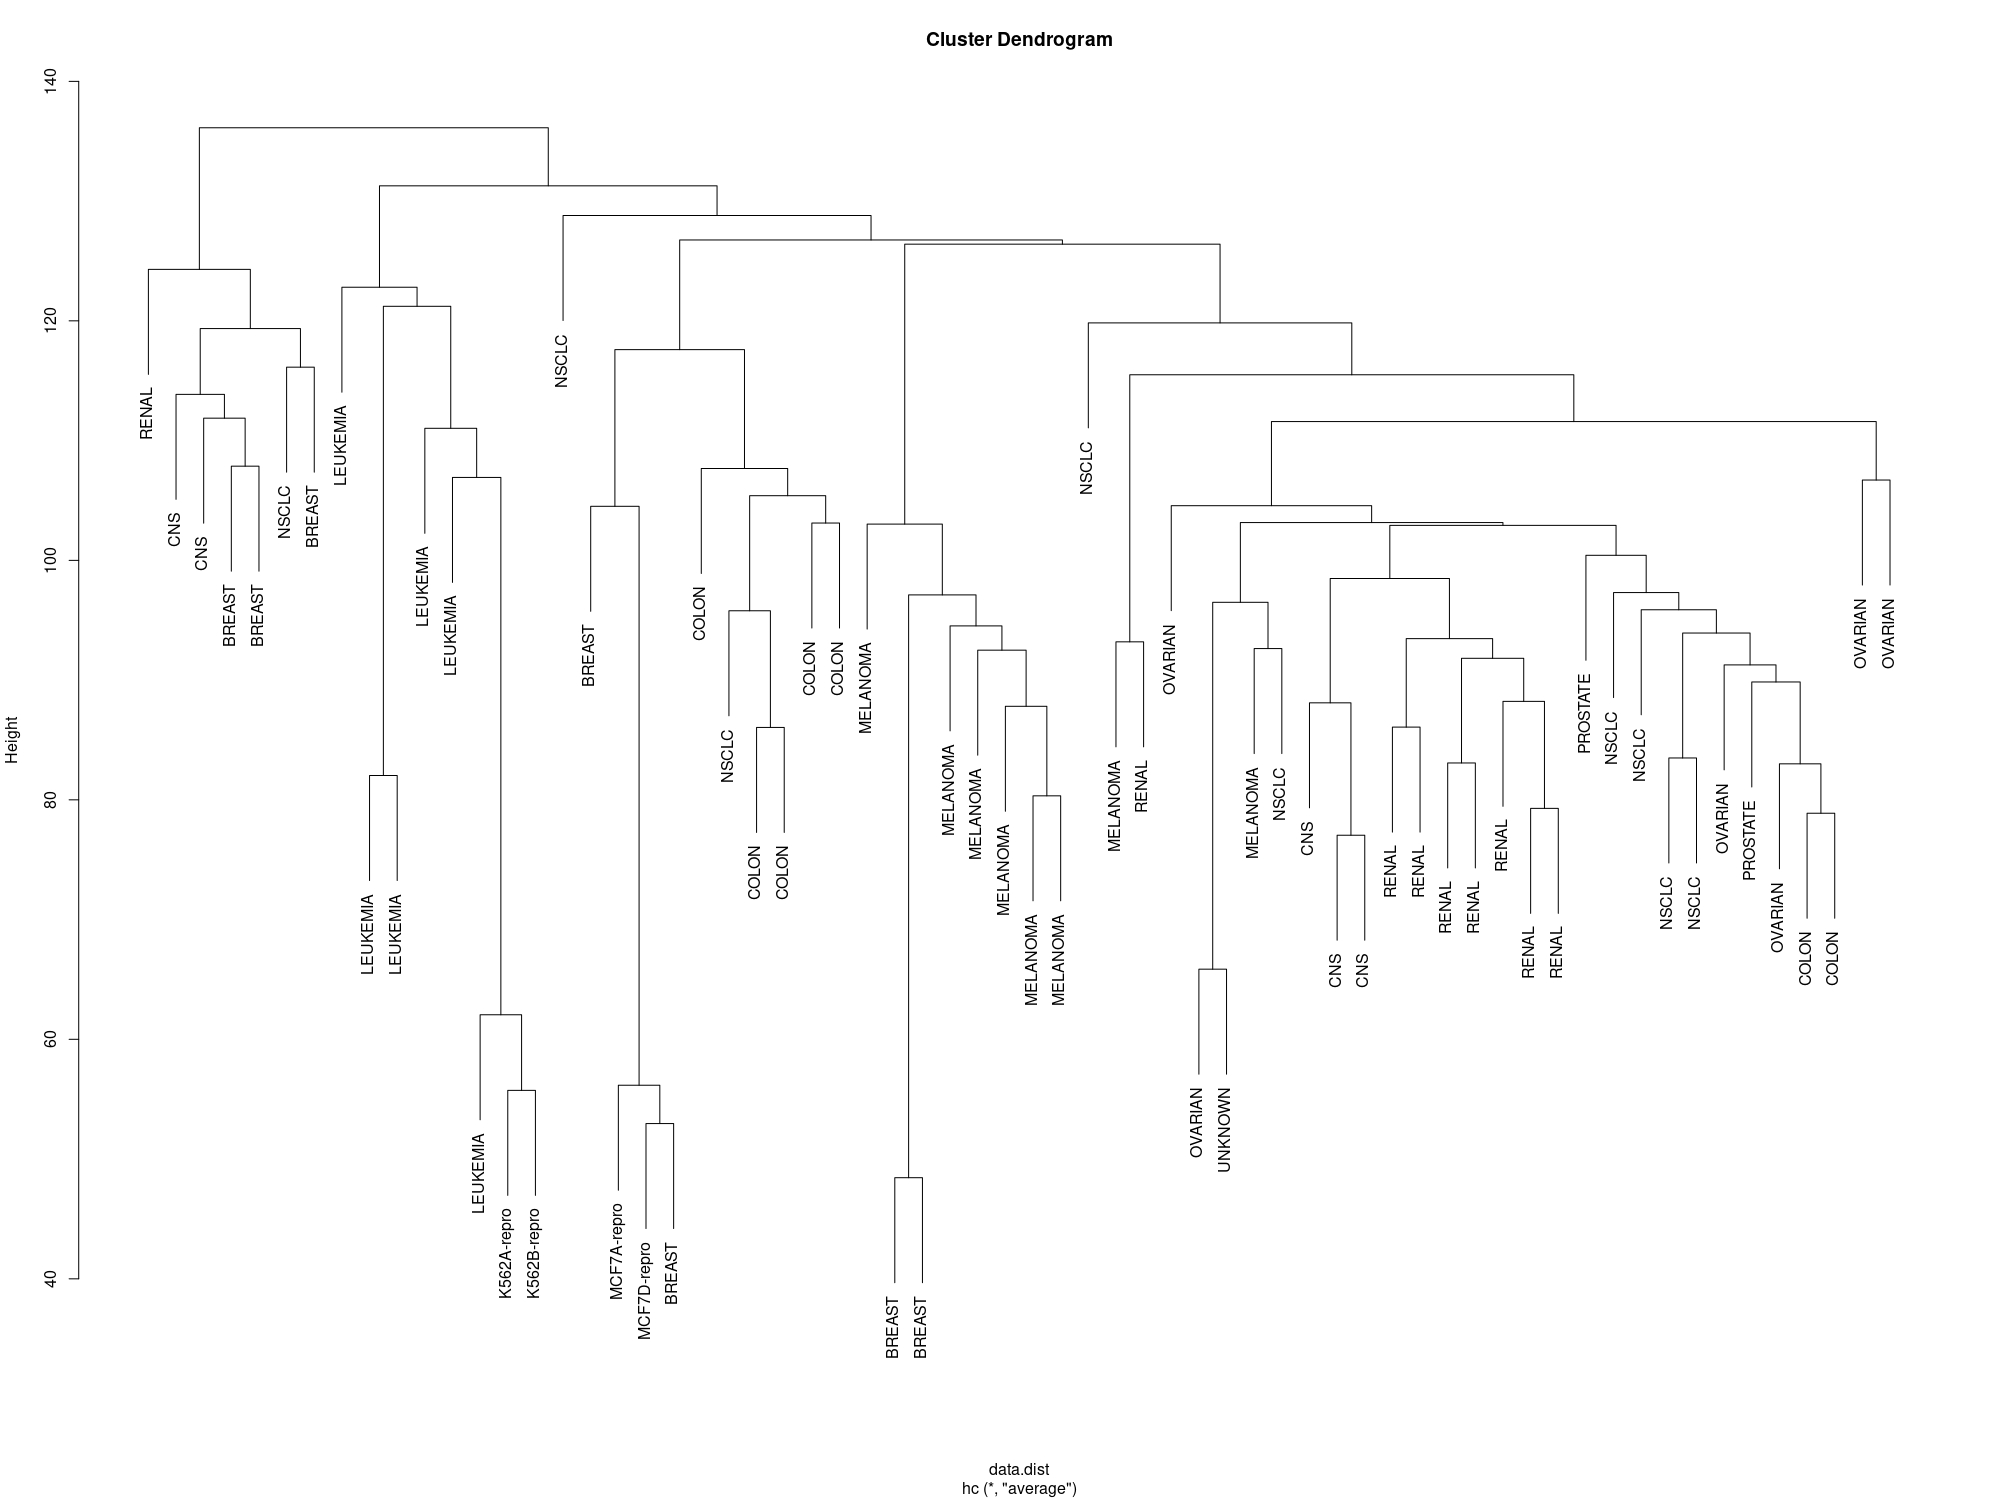 Cluster Dendrogram
Height
140
120
100
80
60
40
RENAL
CNS
CNS
BREAST
BREAST
NSCLC
BREAST
LEUKEMIA
LEUKEMIA
LEUKEMIA
LEUKEMIA
LEUKEMIA
LEUKEMIA
K562A-repro
K562B-repro
NSCLC
BREAST
MCF7A-repro
MCF7D-repro
BREAST
COLON
NSCLC
COLON
COLON
COLON
COLON
MELANOMA
BREAST
BREAST
MELANOMA
MELANOMA
MELANOMA
MELANOMA
MELANOMA
NSCLC
MELANOMA
RENAL
OVARIAN
OVARIAN
UNKNOWN
MELANOMA
NSCLC
CNS
CNS
CNS
RENAL
RENAL
RENAL
RENAL
RENAL
RENAL
RENAL
PROSTATE
NSCLC
NSCLC
NSCLC
NSCLC
OVARIAN
PROSTATE
OVARIAN
COLON
COLON
OVARIAN
OVARIAN
data.dist
hc (*, "average")